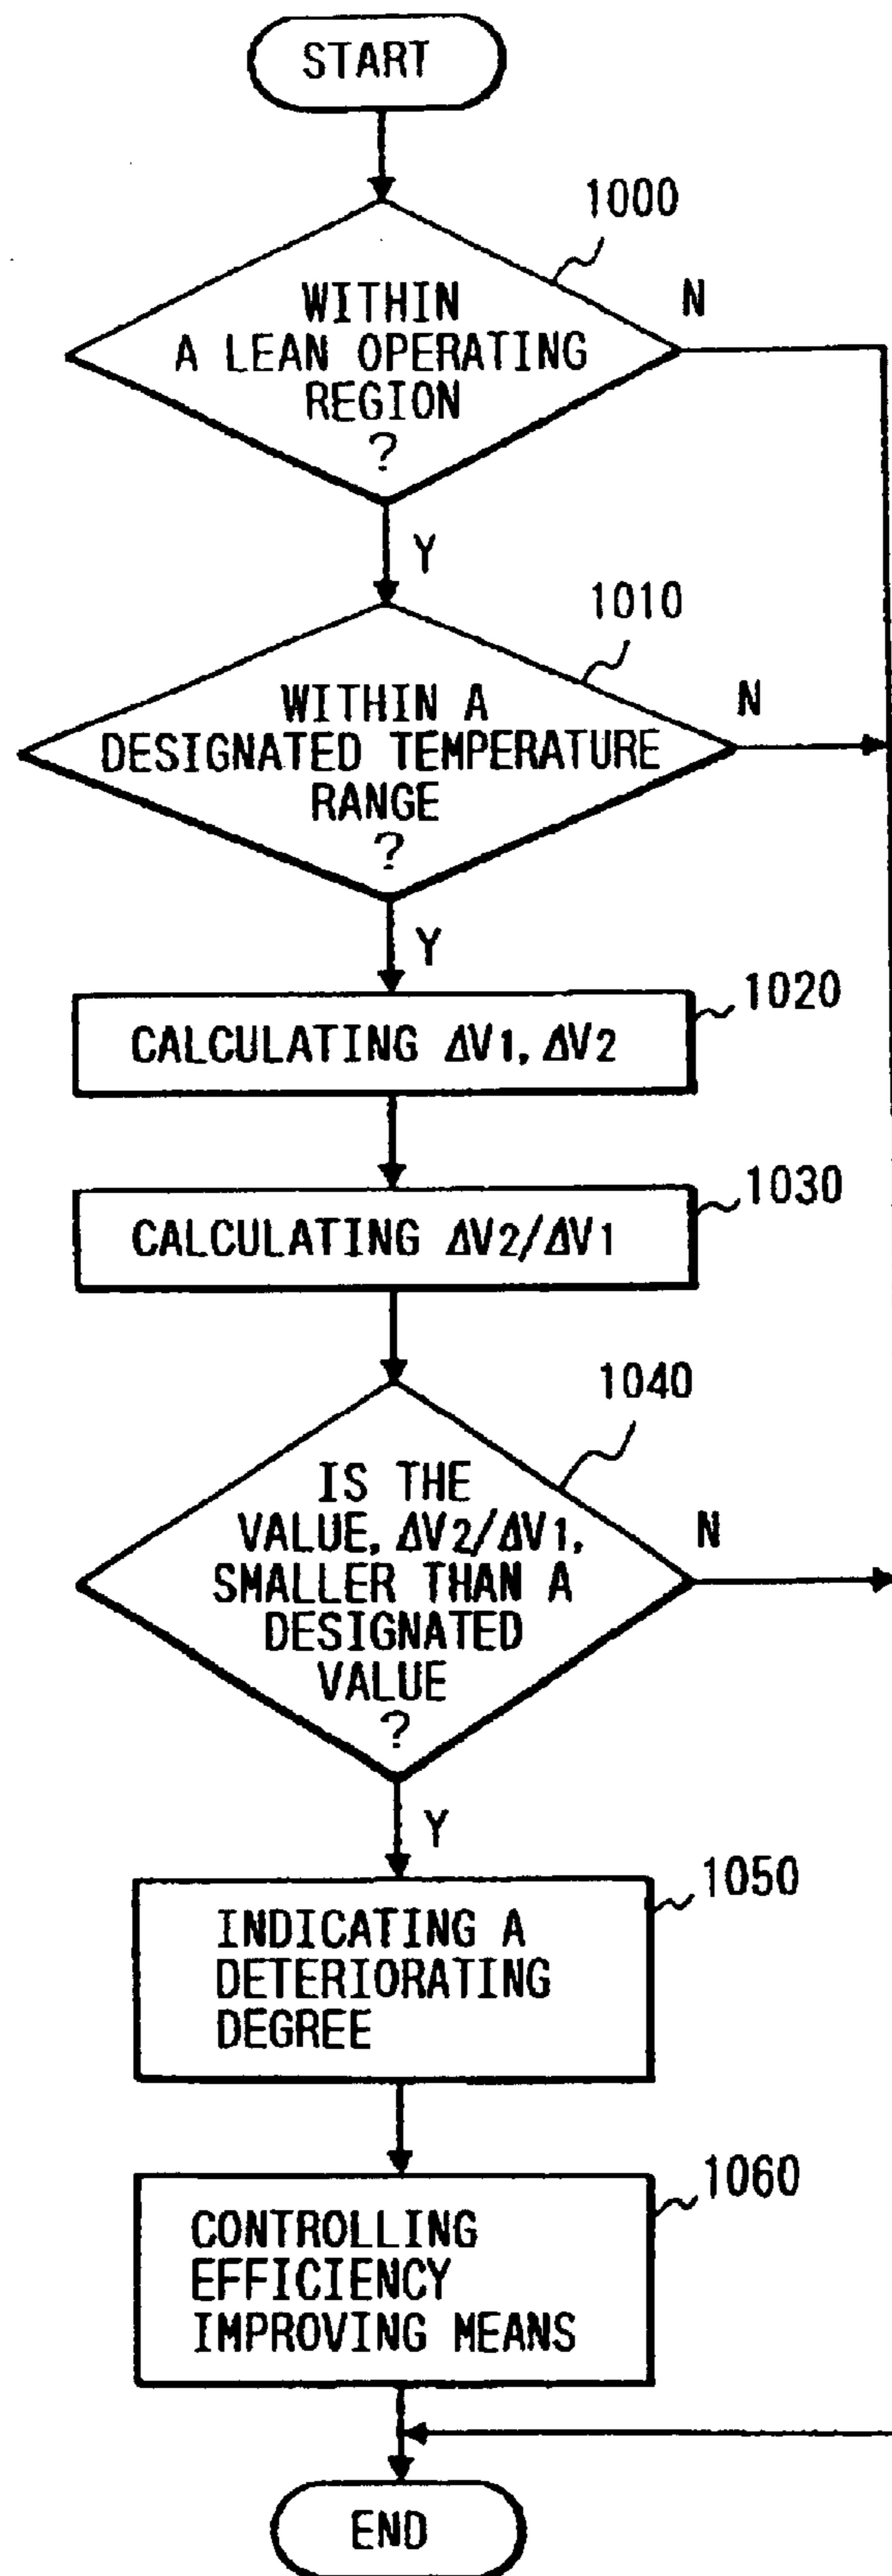 START
1000
WITHIN
A LEAN OPERATING
REGION
?
N
Y
1010
WITHIN A
DESIGNATED TEMPERATURE
RANGE
?
N
Y
1020
CALCULATING ΔV1, ΔV2
1030
CALCULATING ΔV2/ΔV1
1040
IS THE
VALUE, ΔV2/ΔV1,
SMALLER THAN A
DESIGNATED
VALUE
?
N
Y
1050
INDICATING A
DETERIORATING
DEGREE
1060
CONTROLLING
EFFICIENCY
IMPROVING MEANS
END